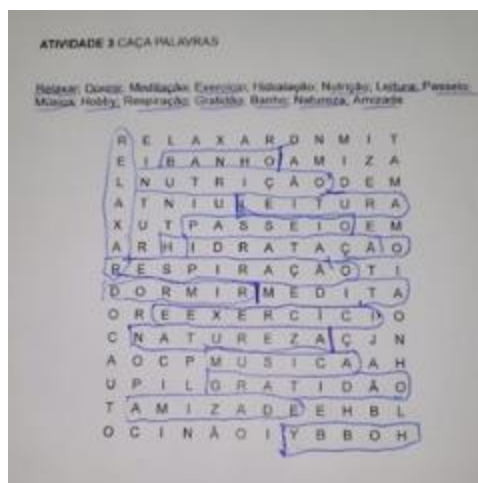 ATIVIDADE 3 CAÇA PALAVRAS
Relaxar; Dormir; Meditação; Exercício; Hidratação; Nutrição; Leitura; Passeio;
Música; Hobby; Respiração; Gratidão; Banho; Natureza; Amizade
R E L A X A R D N M I T
E I B A N H O A M I Z A
L N U T R I Ç Ã O D E M
A T N I U L E I T U R A
X U T P A S S E I O E M
A R H I D R A T A Ç Ã O
R E S P I R A Ç Ã O T I
D O R M I R M E D I T A
O R E E X E R C Í C I O
C N A T U R E Z A Ç J N
A O C P M U S I C A A H
U P I L G R A T I D Ã O
T A M I Z A D E E H B L
O C I N Ã O I Y B B O H